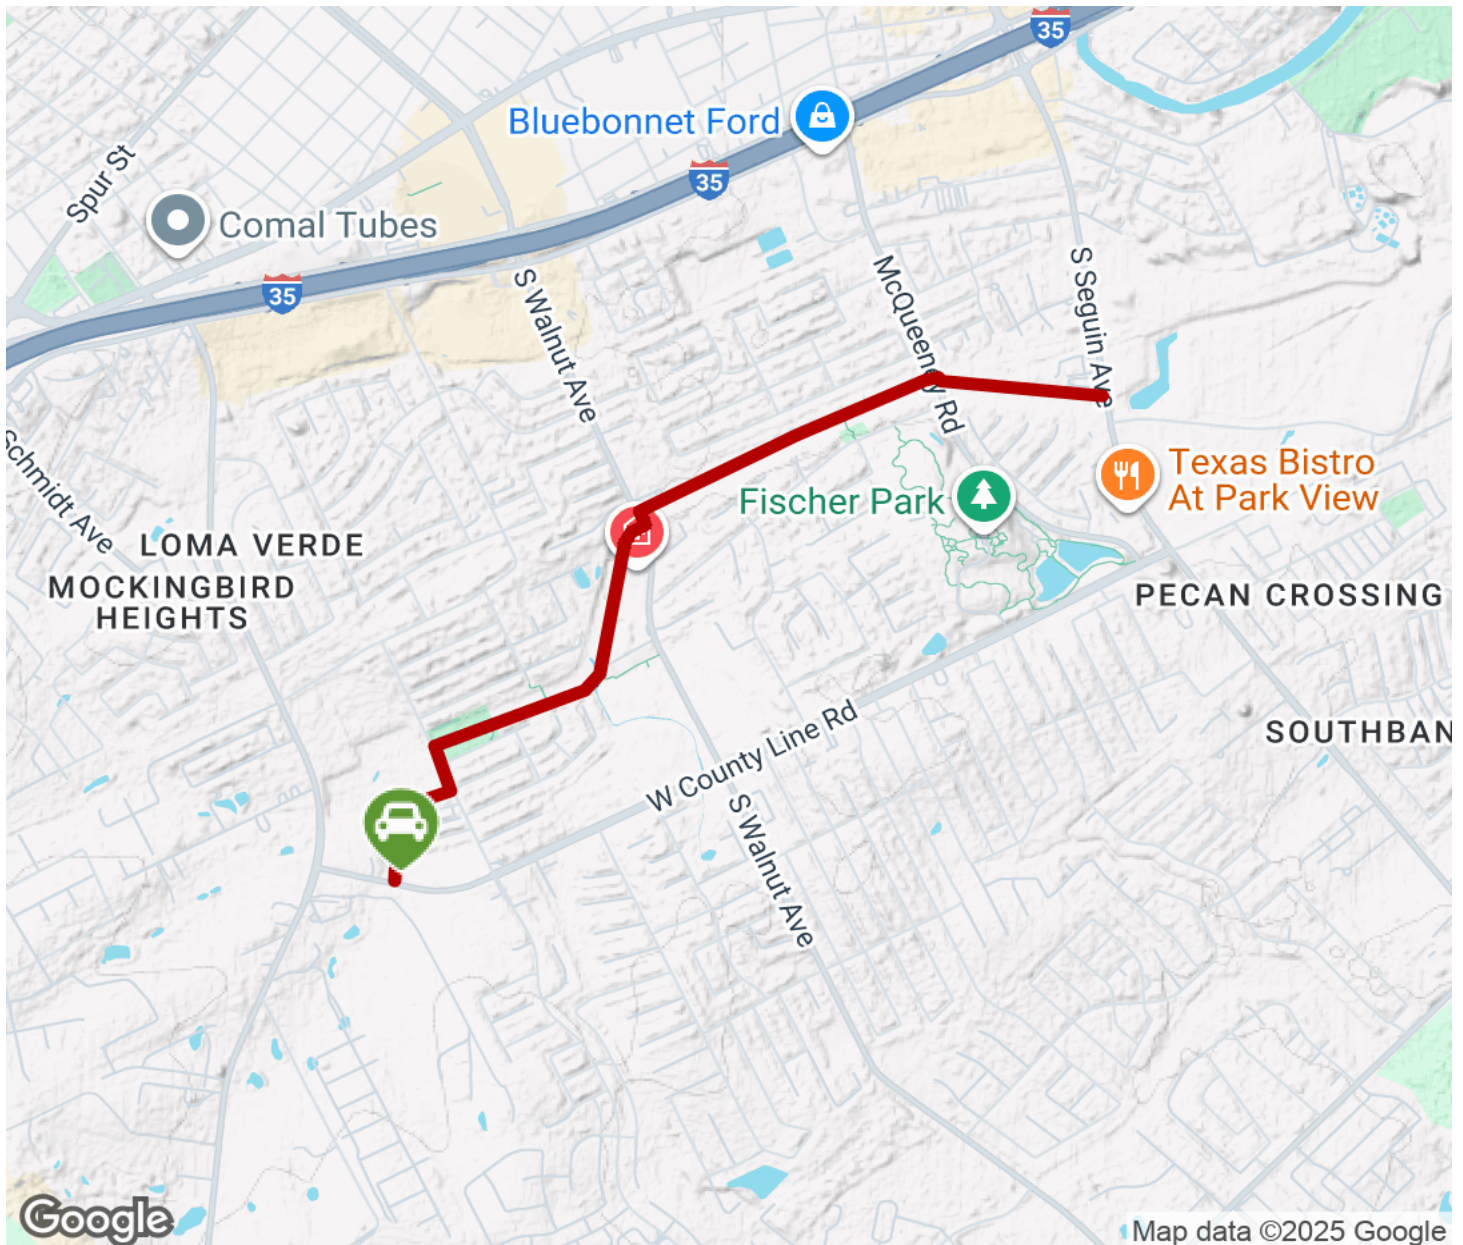 35
Bluebonnet Ford
35
Spur St
Comal Tubes
35
S Walnut Ave
McQueeney Rd
S Seguin Ave
Schmidt Ave
Texas Bistro
At Park View
Fischer Park
LOMA VERDE
MOCKINGBIRD
HEIGHTS
PECAN CROSSING
SOUTHBAN
W County Line Rd
S Walnut Ave
Google
Map data ©2025 Google